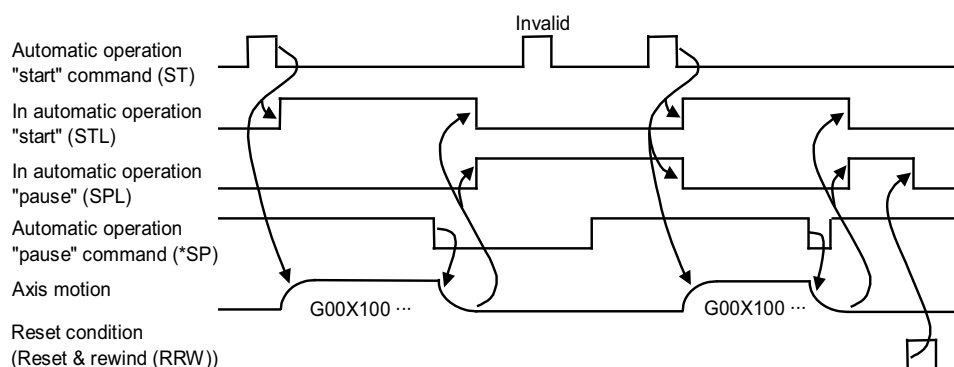 Invalid
Automatic operation
"start" command (ST)
In automatic operation
"start" (STL)
In automatic operation
"pause" (SPL)
Automatic operation
"pause" command (*SP)
Axis motion
G00X100 ··· G00X100 ···
Reset condition
(Reset & rewind (RRW))